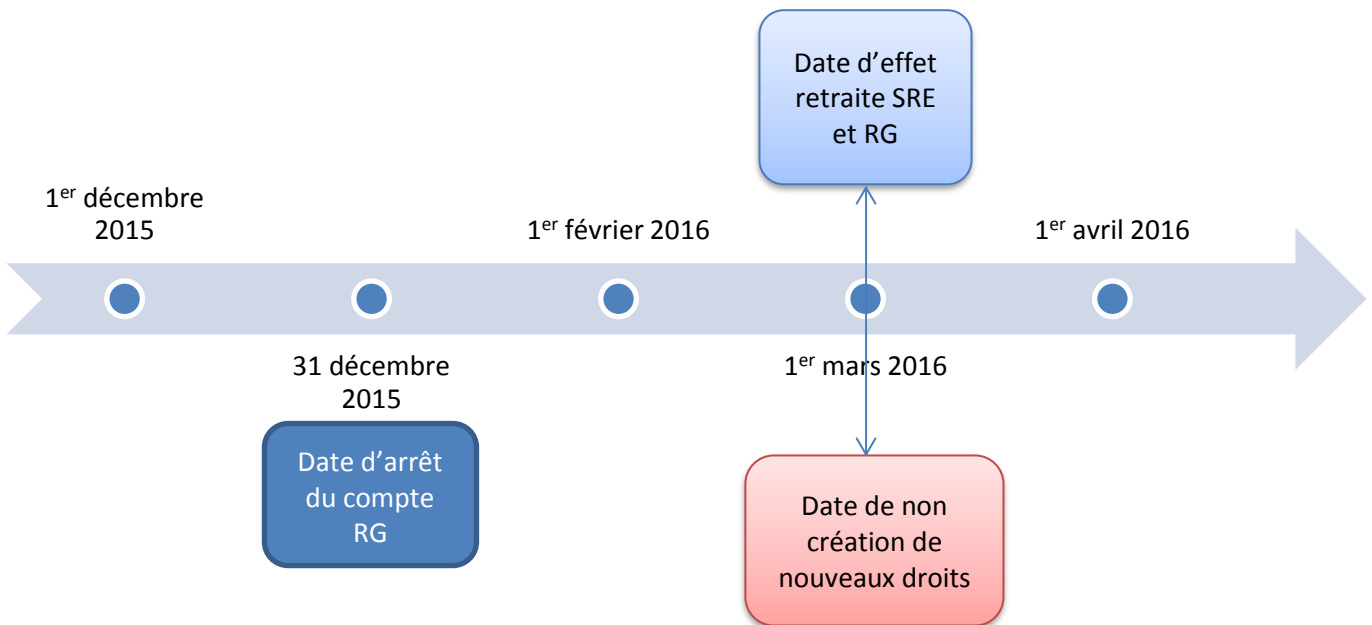 Date d’effet
retraite SRE
et RG
1er décembre
2015
1er février 2016
1er avril 2016
31 décembre
2015
1er mars 2016
Date d’arrêt
du compte
RG
Date de non
création de
nouveaux droits